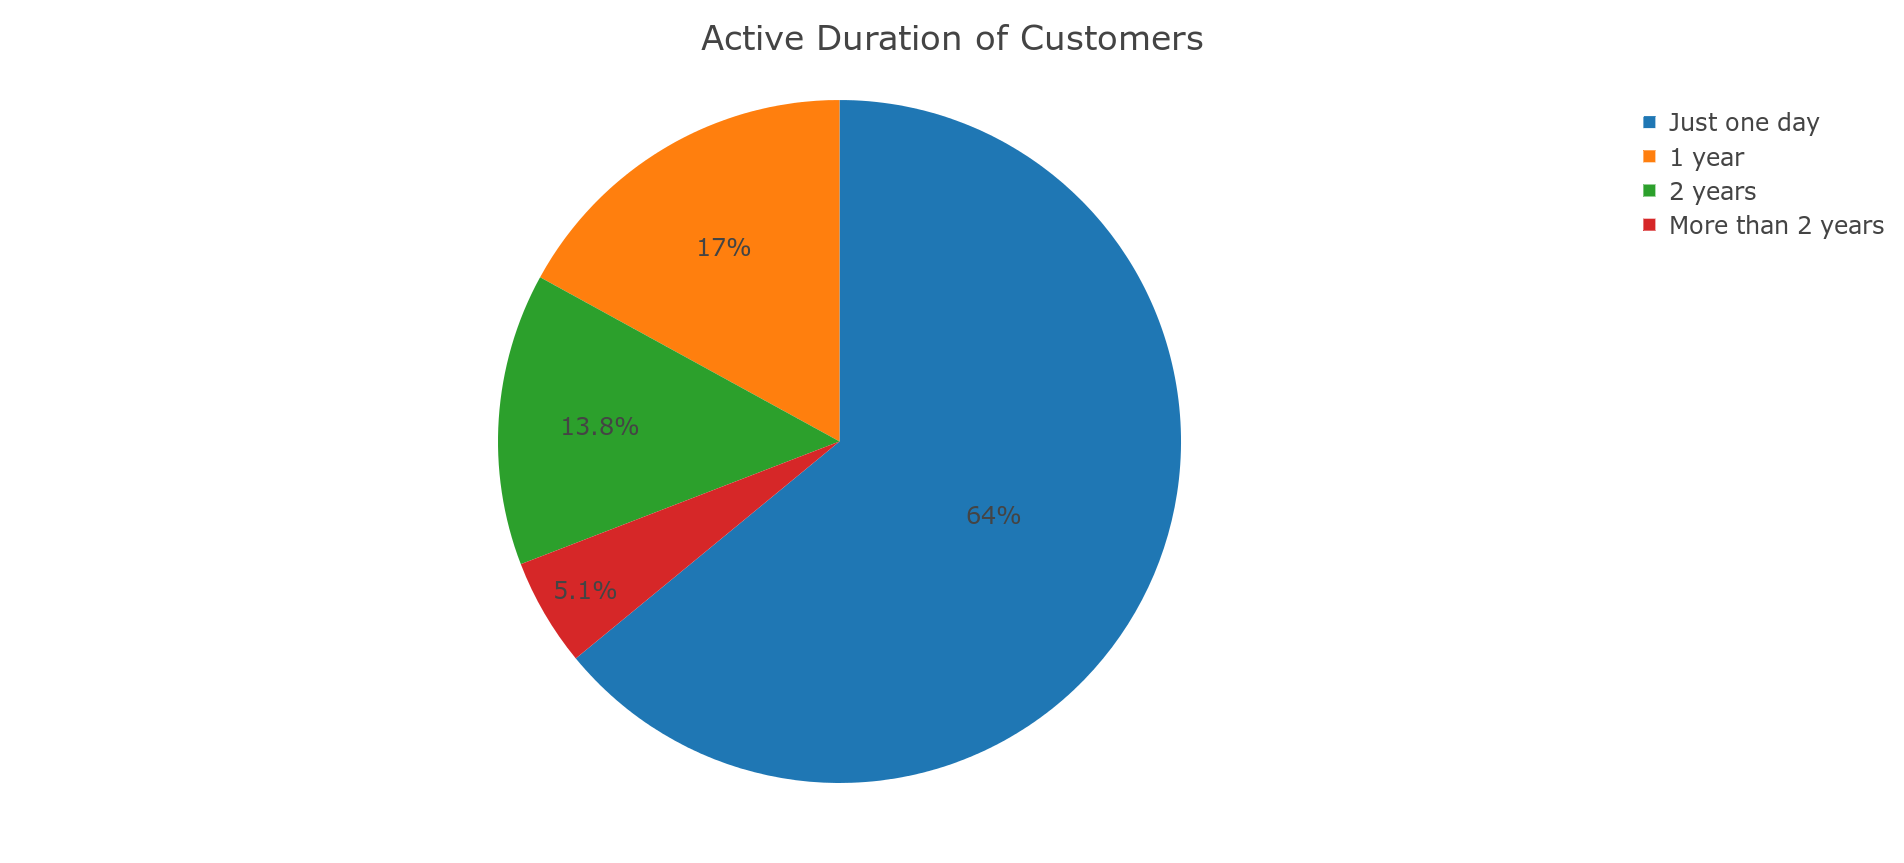 Active Duration of Customers
Just one day
1 year
2 years
More than 2 years
17%
13.8%
64%
5.1%